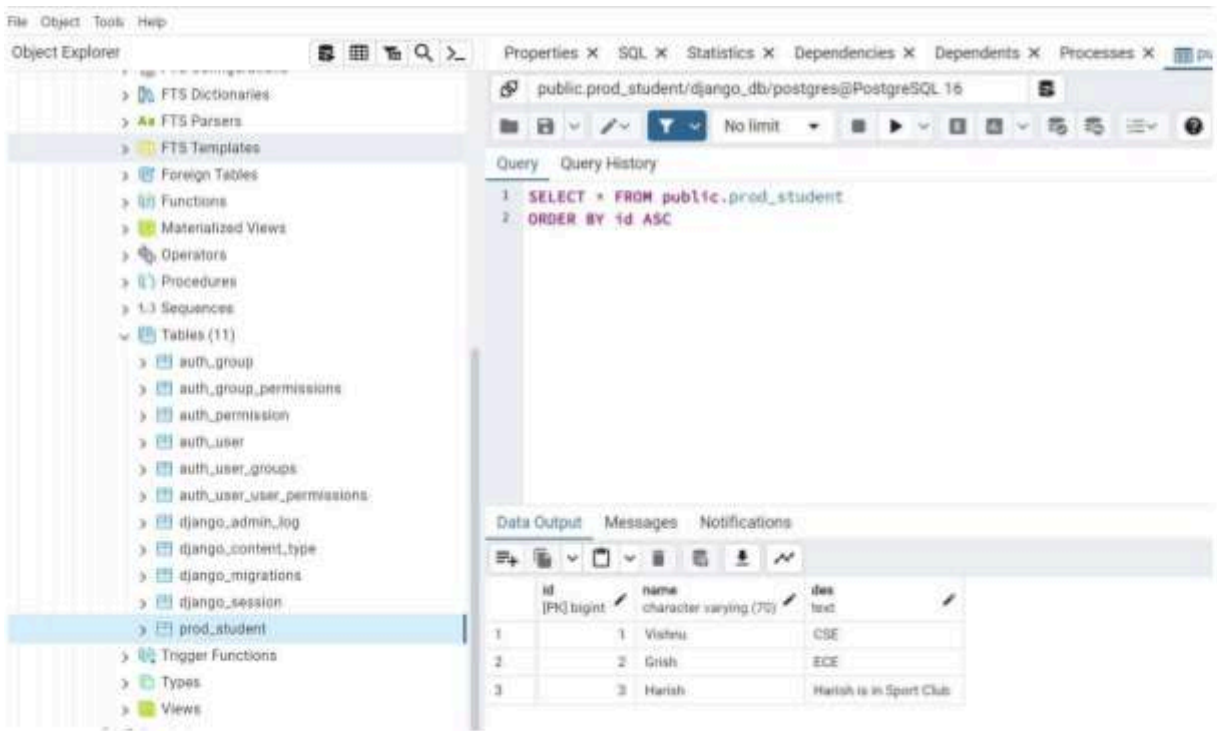 File Object Tools Help
Object Explorer
Properties SQL Statistics Dependencies Dependents Processes
FTS Dictionaries
FTS Parsers
FTS Templates
Foreign Tables
Functions
Materialized Views
Operators
Procedures
1..3 Sequences
Tables (11)
auth_group
auth_group_permissions
auth_permission
auth_user
auth_user_groups
auth_user_user_permissions
django_admin_log
django_content_type
django_migrations
django_session
prod_student
Trigger Functions
Types
Views
public.prod_student/django_db/postgres@PostgreSQL 16
No limit
Query Query History
1 SELECT * FROM public.prod_student
2 ORDER BY id ASC
Data Output Messages Notifications
id name des
[PK] bigint character varying (70) text
1 1 Vishnu CSE
2 2 Grish ECE
3 3 Harish Harish is in Sport Club